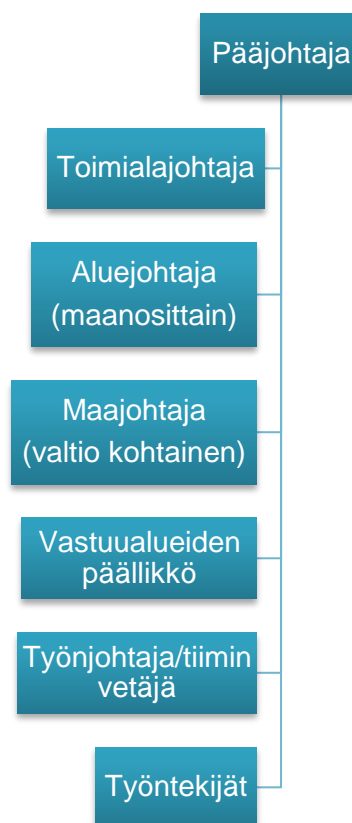 Pääjohtaja
Toimialajohtaja
Aluejohtaja
(maanosittain)
Maajohtaja
(valtio kohtainen)
Vastuualueiden
päällikkö
Työnjohtaja/tiimin
vetäjä
Työntekijät